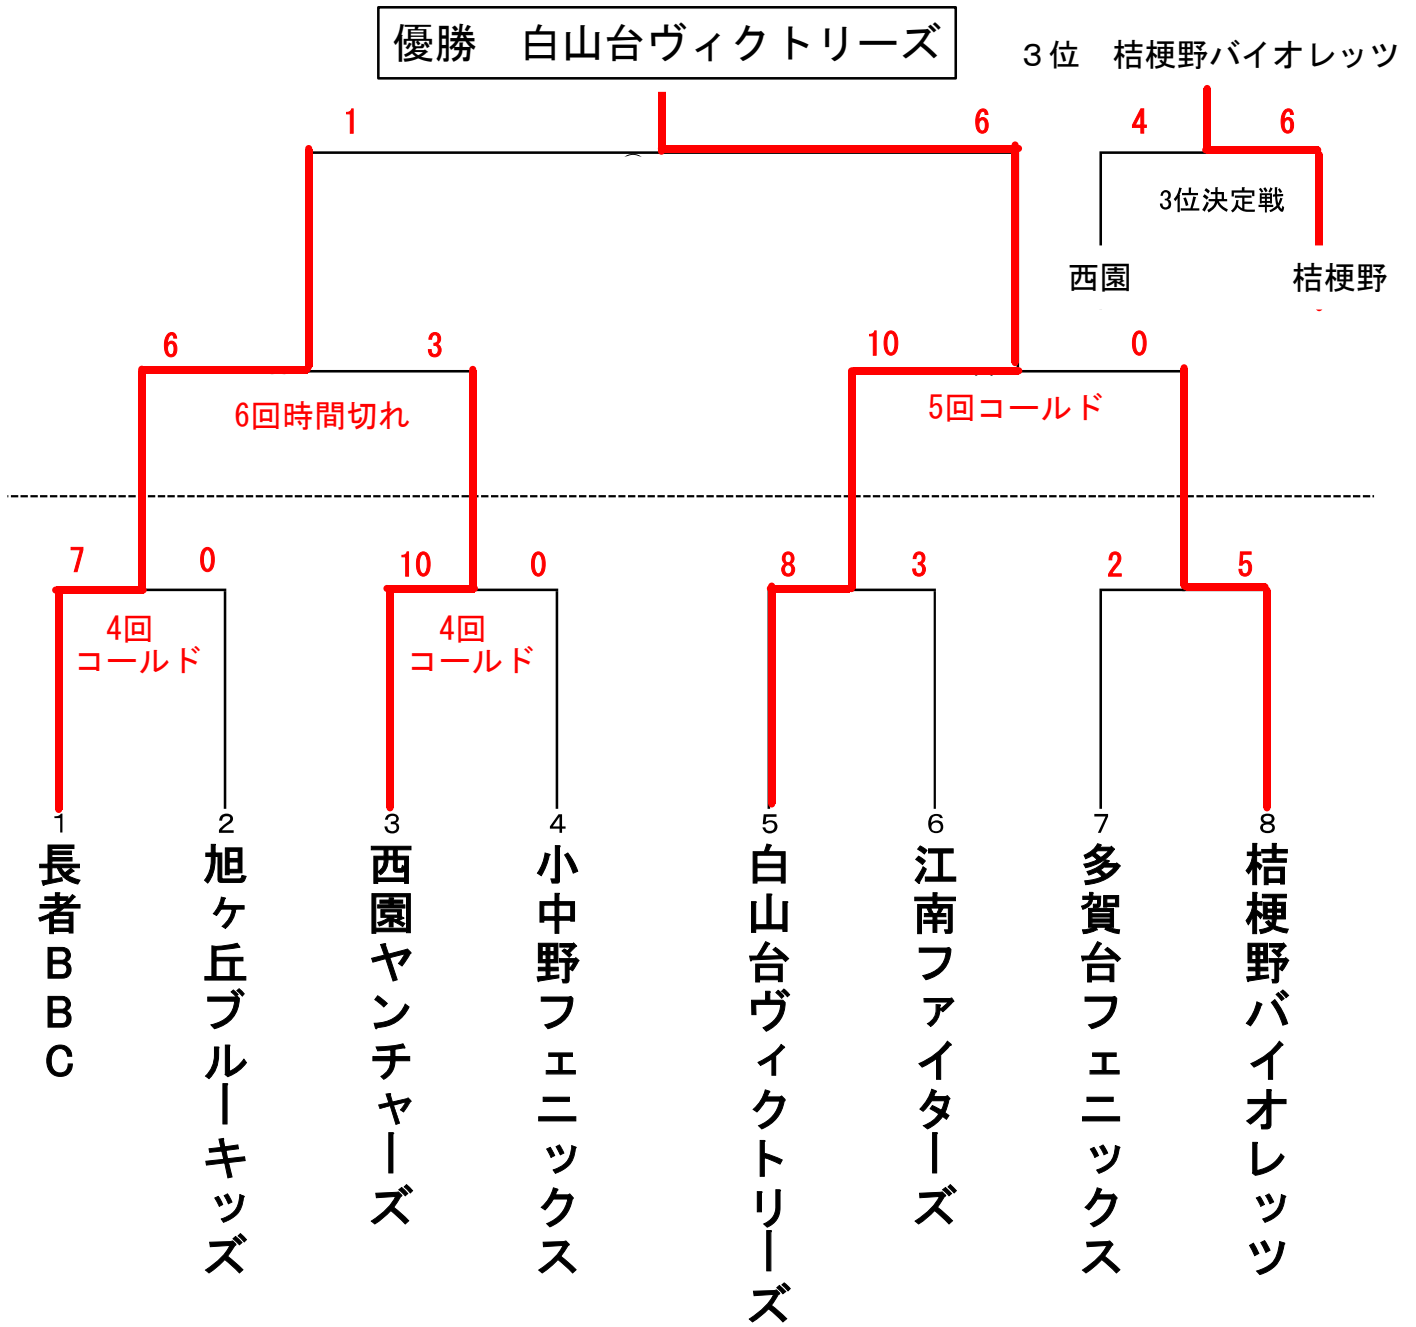 優勝　白山台ヴィクトリーズ
３位　桔梗野バイオレッツ
1
6
4
6
3位決定戦
西園
桔梗野
6
3
10
0
6回時間切れ
5回コールド
7
0
10
0
8
3
2
5
4回
コールド
4回
コールド
1
2
3
4
5
6
7
8
長者ＢＢＣ
旭ヶ丘ブルーキッズ
西園ヤンチャーズ
小中野フェニックス
白山台ヴィクトリーズ
江南ファイターズ
多賀台フェニックス
桔梗野バイオレッツ